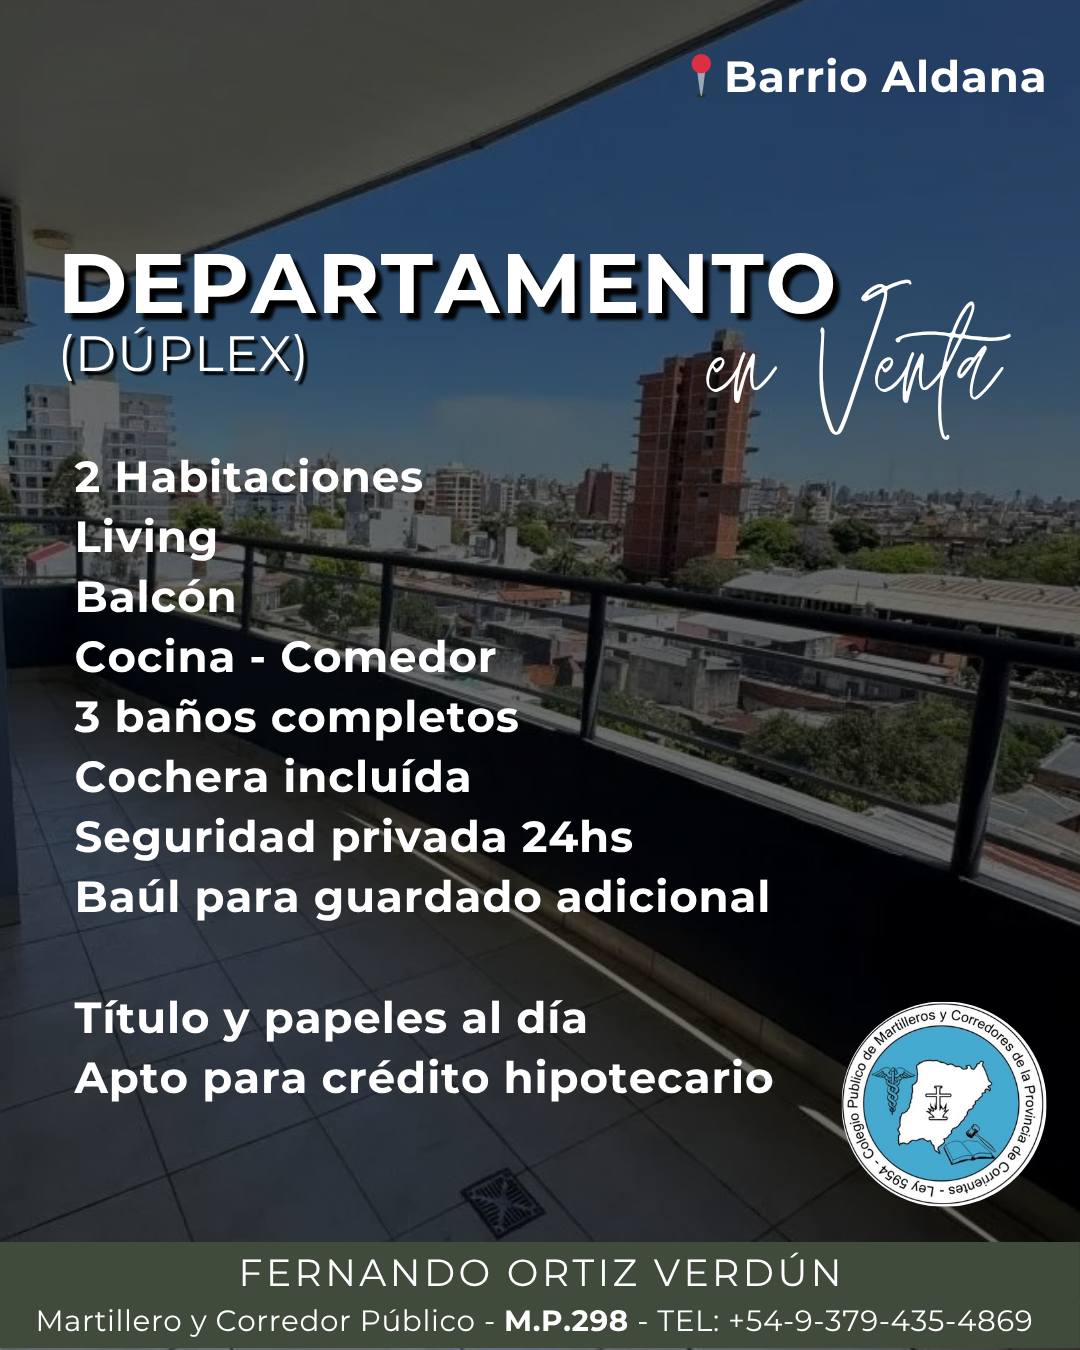 📍Barrio Aldana
DEPARTAMENTO
(DÚPLEX)
en Venta
2 Habitaciones
Living
Balcón
Cocina - Comedor
3 baños completos
Cochera incluída
Seguridad privada 24hs
Baúl para guardado adicional
Título y papeles al día
Apto para crédito hipotecario
Colegio Publico de Martilleros y Corredores de la Provincia de Corrientes - Ley 5954 -
FERNANDO ORTIZ VERDÚN
Martillero y Corredor Público - M.P.298 - TEL: +54-9-379-435-4869